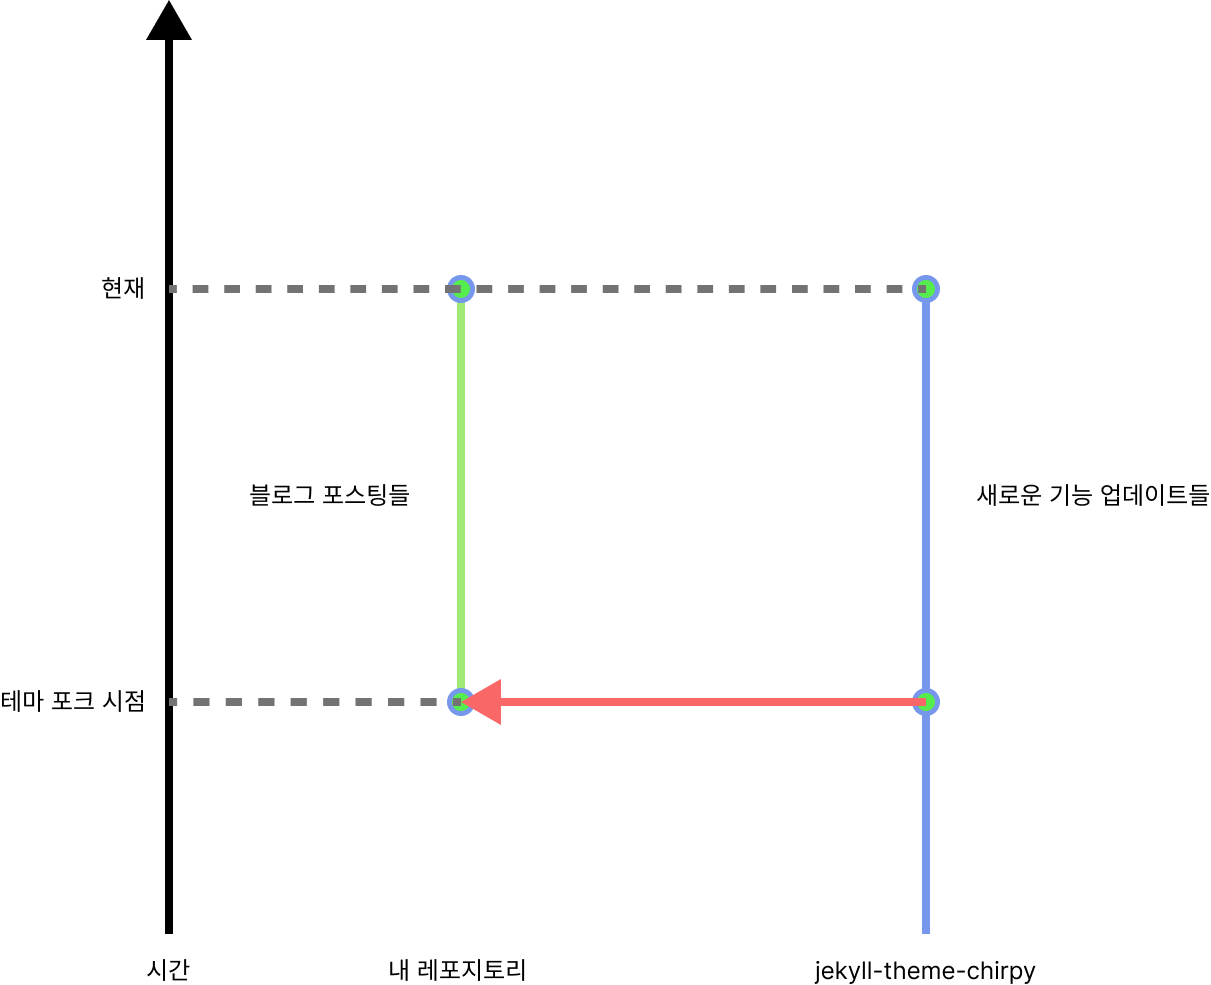 현재
블로그 포스팅들
새로운 기능 업데이트들
테마 포크 시점
시간
내 레포지토리
jekyll-theme-chirpy